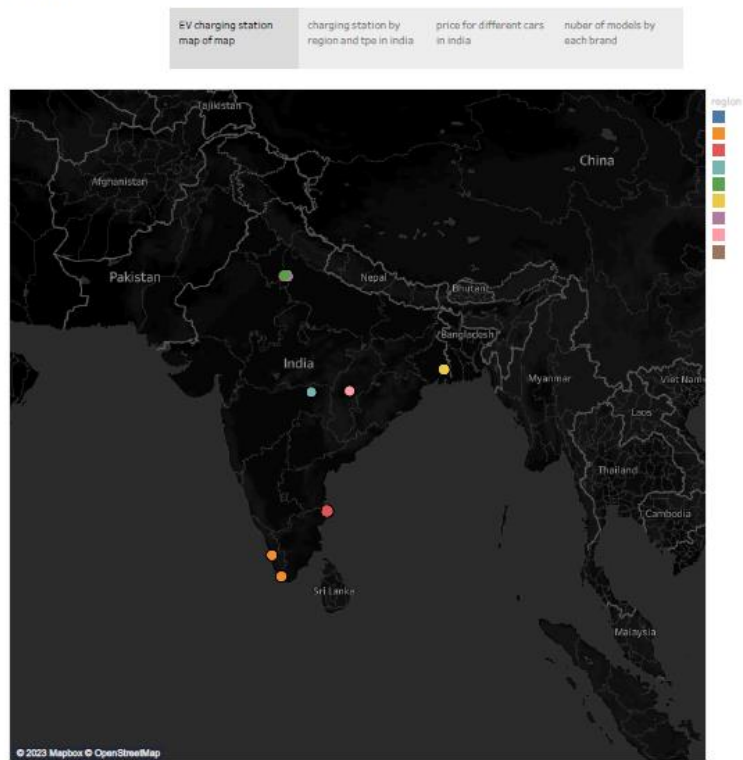 EV charging station
map of map
charging station by
region and tpe in india
price for different cars
in india
nuber of models by
each brand
region
Tajikistan
China
Afghanistan
Pakistan
Nepal
Bhutan
Bangladesh
India
Myanmar
Viet Nam
Laos
Thailand
Cambodia
Sri Lanka
Malaysia
© 2023 Mapbox © OpenStreetMap